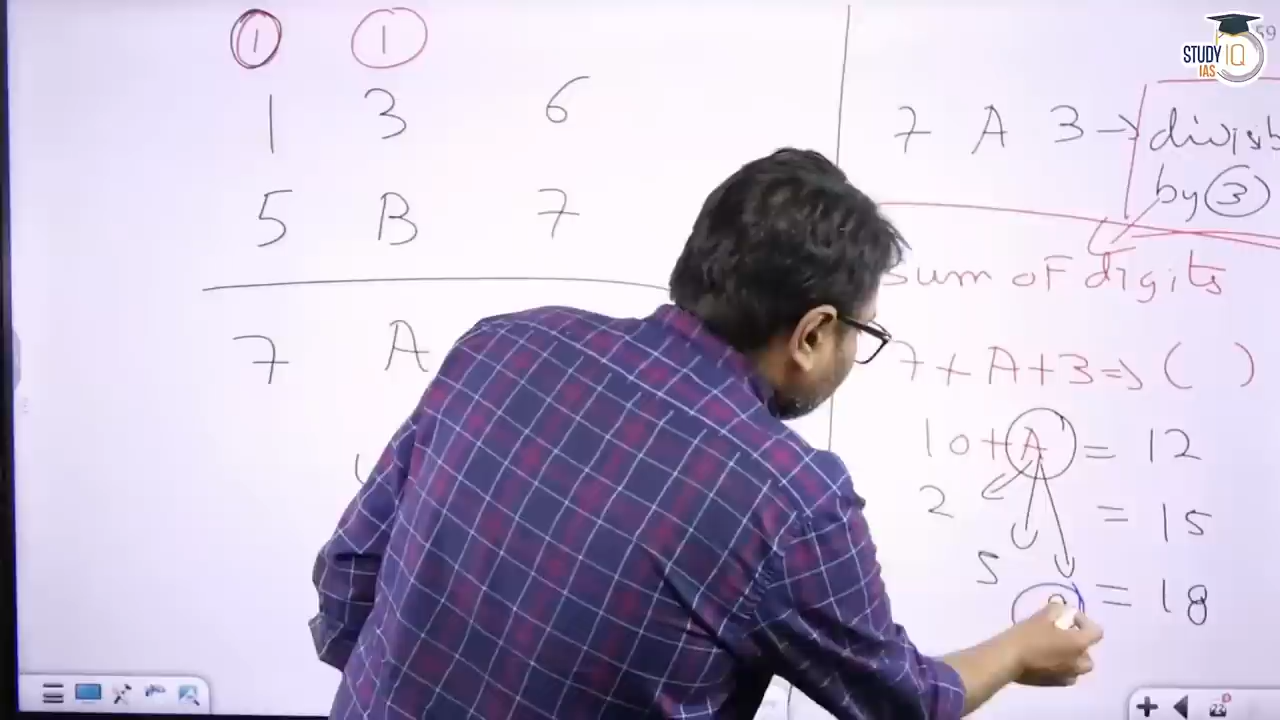 1 1
1 3 6
5 B 7
7 A
7 A 3 → divisib
by 3
Sum of digits
7 + A + 3 ⇒ ( )
10 + A = 12
2
= 15
5
= 18
STUDY IQ
IAS
59